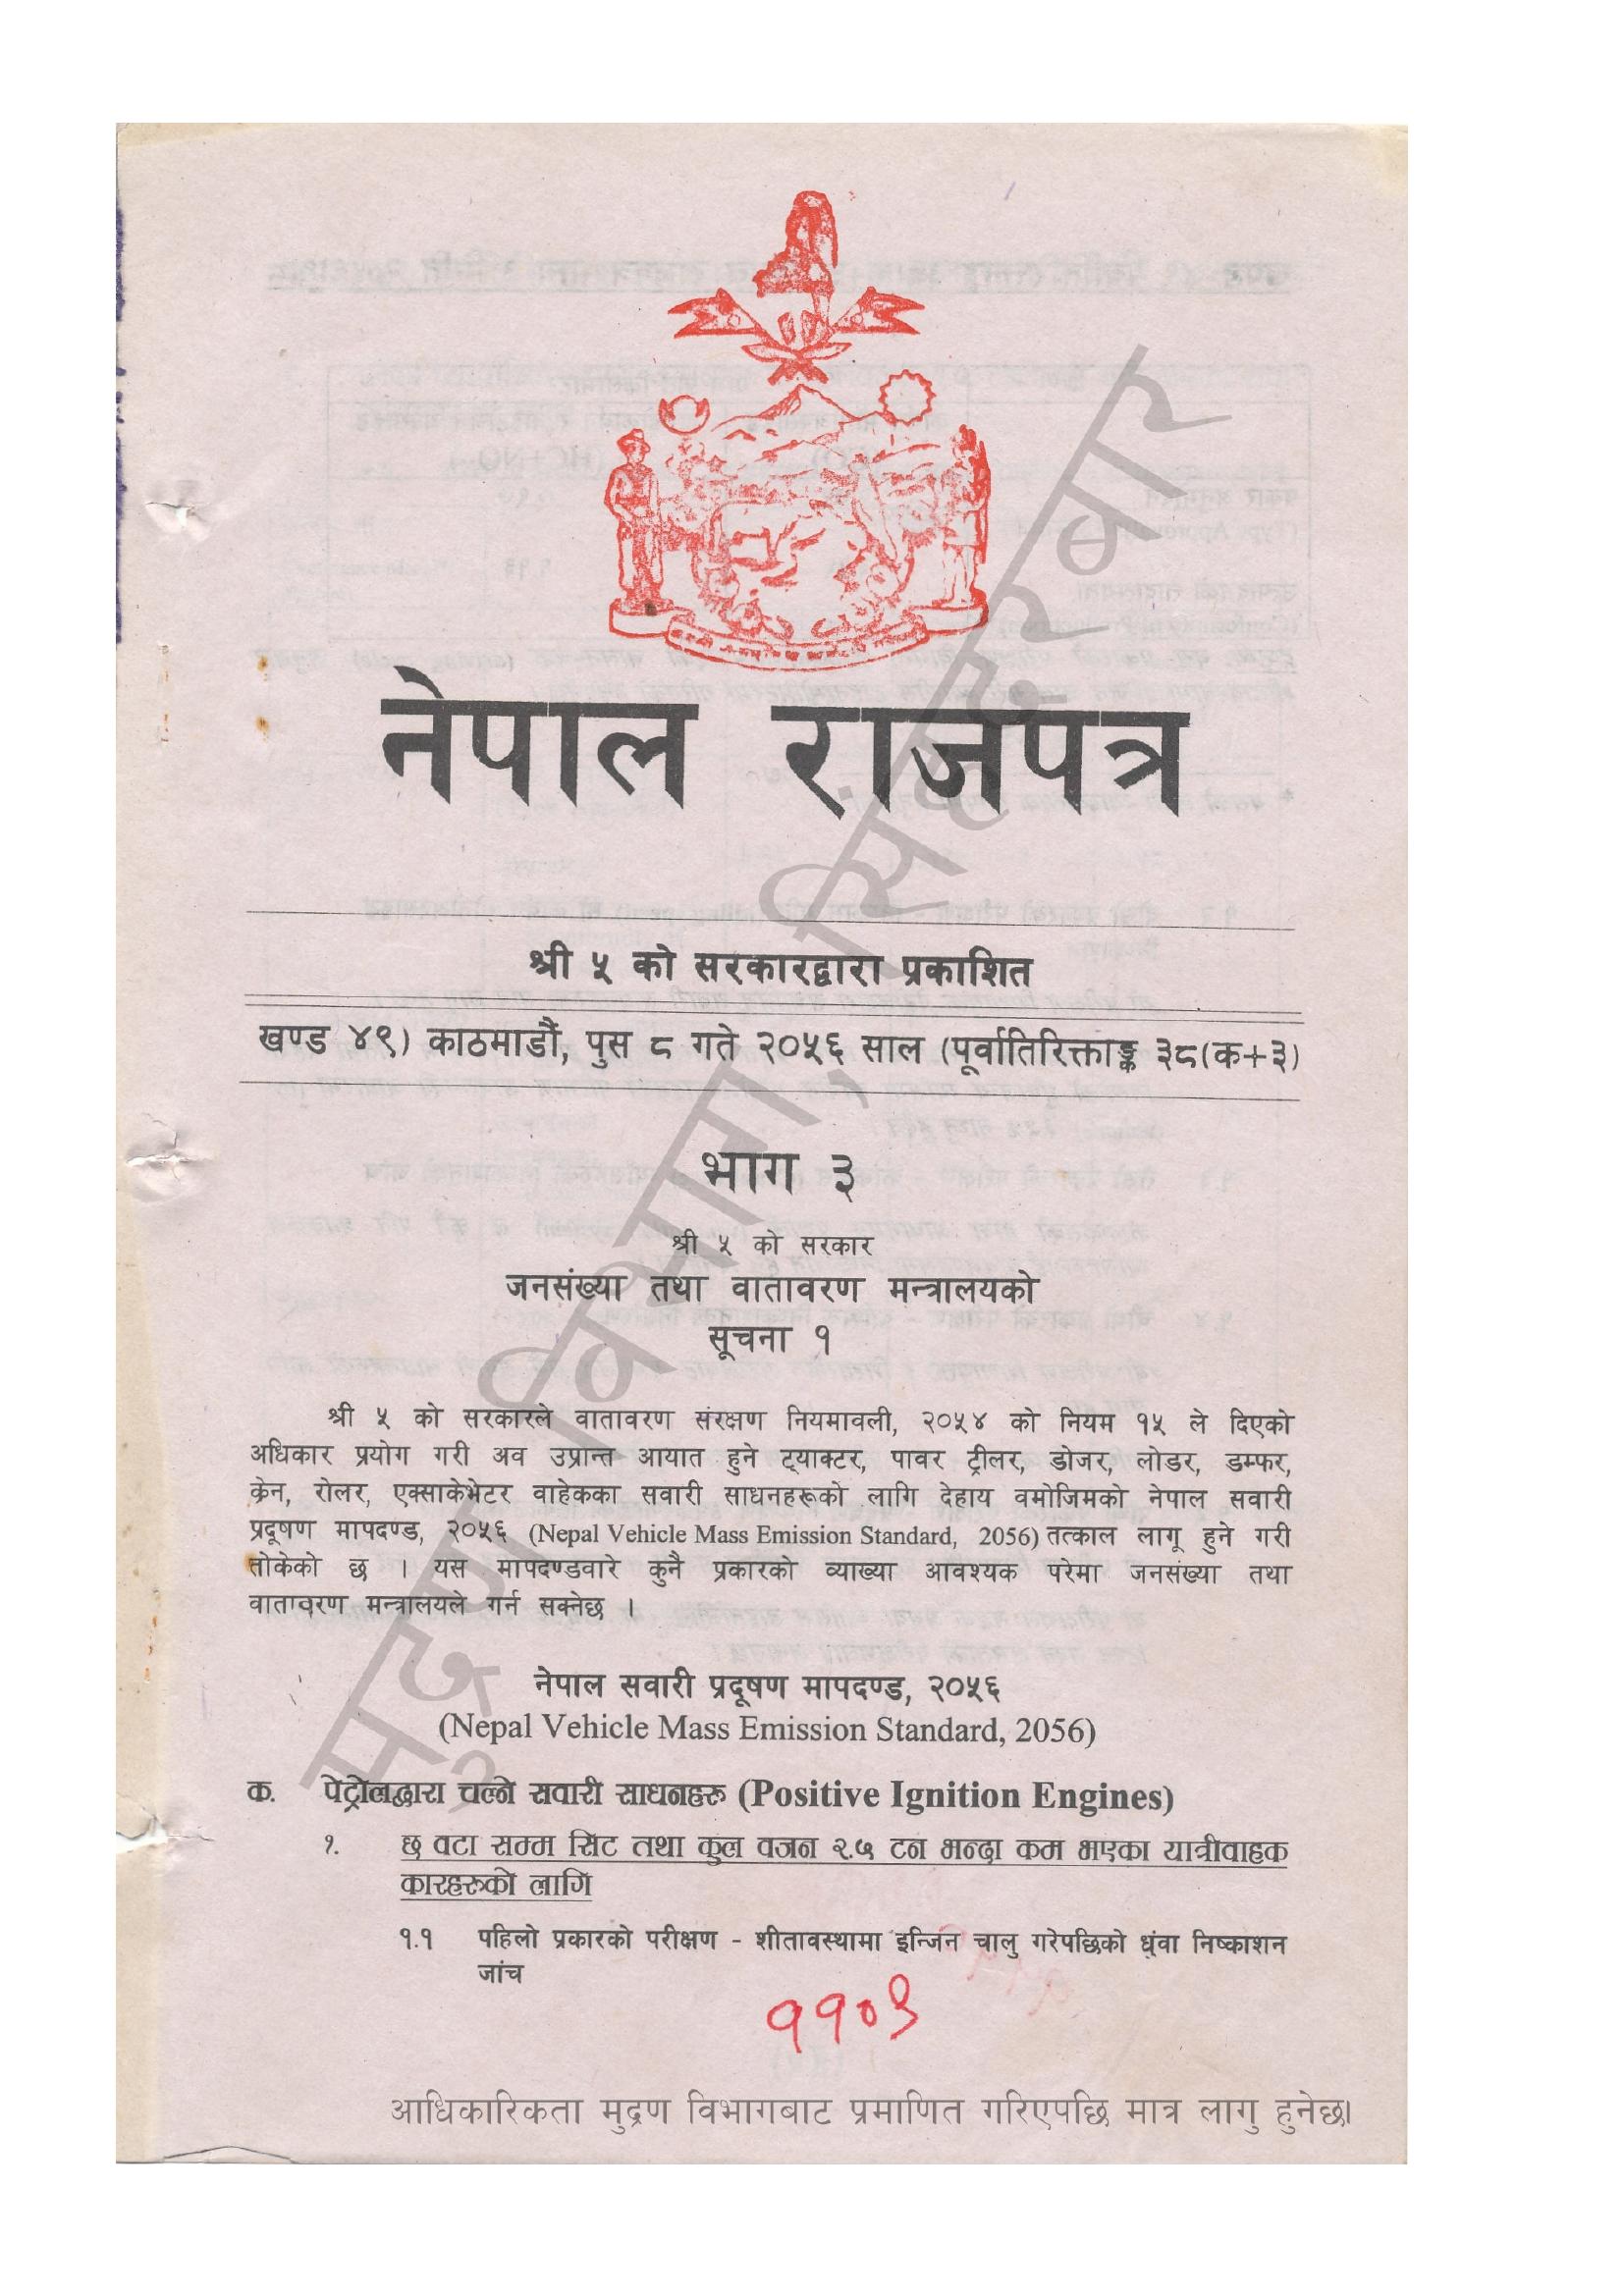 नेपाल राजपत्र
श्री ५ को सरकारद्वारा प्रकाशित
खण्ड ४९) काठमाडौं, पुस ८ गते २०५६ साल (पूर्वातिरिक्ताङ्क ३८(क+३)
भाग ३
श्री ५ को सरकार
जनसंख्या तथा वातावरण मन्त्रालयको
सूचना १
श्री ५ को सरकारले वातावरण संरक्षण नियमावली, २०५४ को नियम १५ ले दिएको
अधिकार प्रयोग गरी अव उप्रान्त आयात हुने ट्याक्टर, पावर ट्रीलर, डोजर, लोडर, डम्फर,
क्रेन, रोलर, एक्साकेभेटर वाहेकका सवारी साधनहरूको लागि देहाय वमोजिमको नेपाल सवारी
प्रदूषण मापदण्ड, २०५६ (Nepal Vehicle Mass Emission Standard, 2056) तत्काल लागू हुने गरी
तोकेको छ । यस मापदण्डवारे कुनै प्रकारको व्याख्या आवश्यक परेमा जनसंख्या तथा
वातावरण मन्त्रालयले गर्न सक्नेछ ।
नेपाल सवारी प्रदूषण मापदण्ड, २०५६
(Nepal Vehicle Mass Emission Standard, 2056)
क. पेट्रोलद्वारा चल्ने सवारी साधनहरू (Positive Ignition Engines)
१. छ वटा सम्म सिट तथा कुल वजन २.५ टन भन्दा कम भएका यात्रीवाहक
कारहरूको लागि
१.१ पहिलो प्रकारको परीक्षण - शीतावस्थामा इन्जिन चालु गरेपछिको धुंवा निष्काशन
जांच
११०९
मुद्रण विभाग, सिंहदरबार
आधिकारिकता मुद्रण विभागबाट प्रमाणित गरिएपछि मात्र लागु हुनेछ।